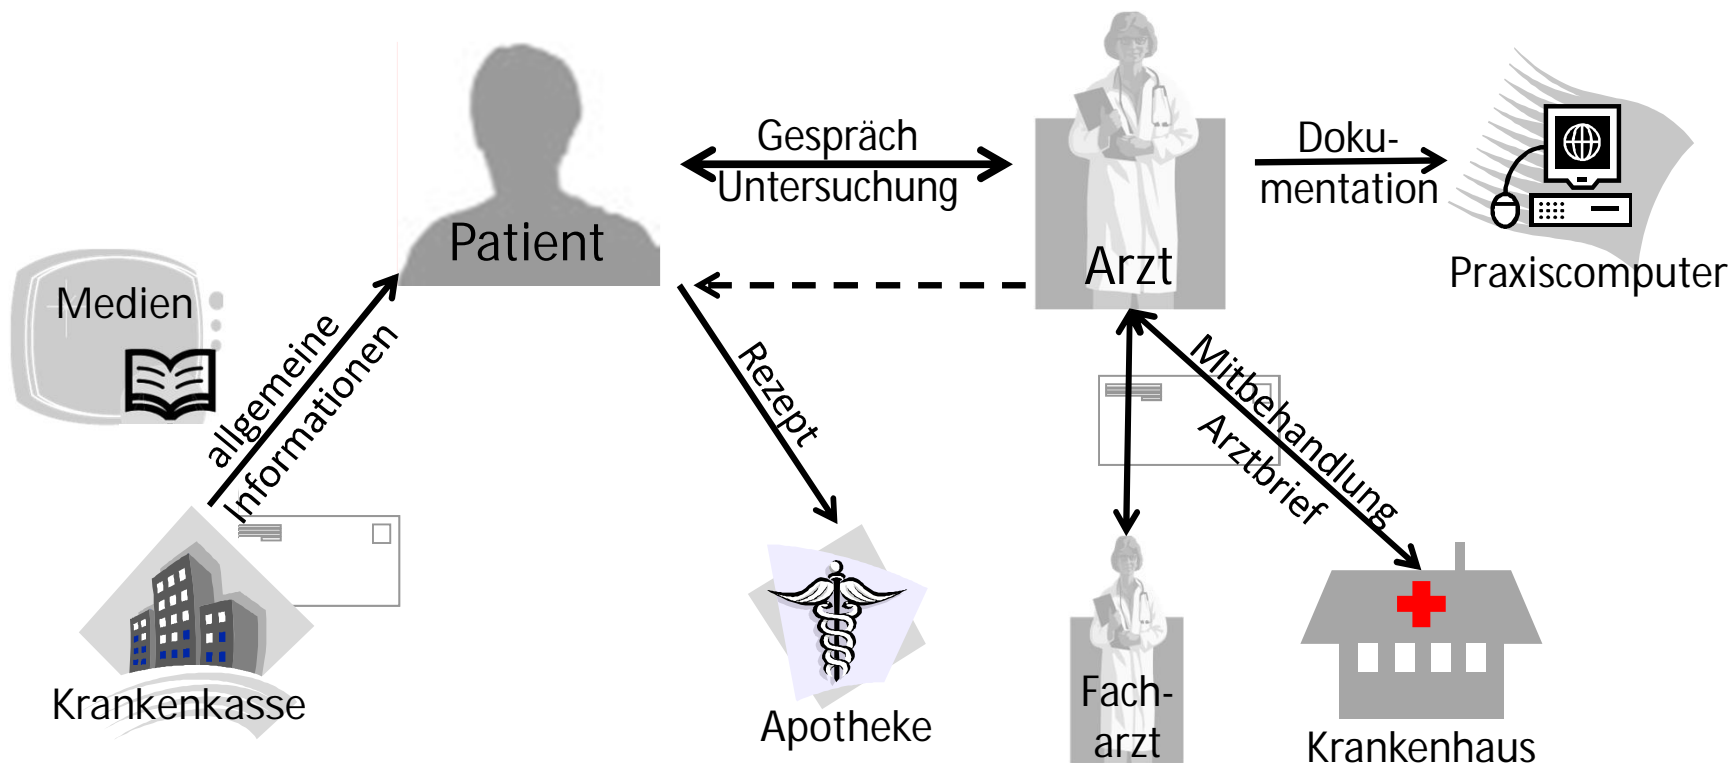 Gespräch
Untersuchung
Doku-
mentation
Patient
Arzt
Praxiscomputer
Medien
allgemeine
Informationen
Rezept
Mitbehandlung
Arztbrief
Krankenkasse
Apotheke
Fach-
arzt
Krankenhaus